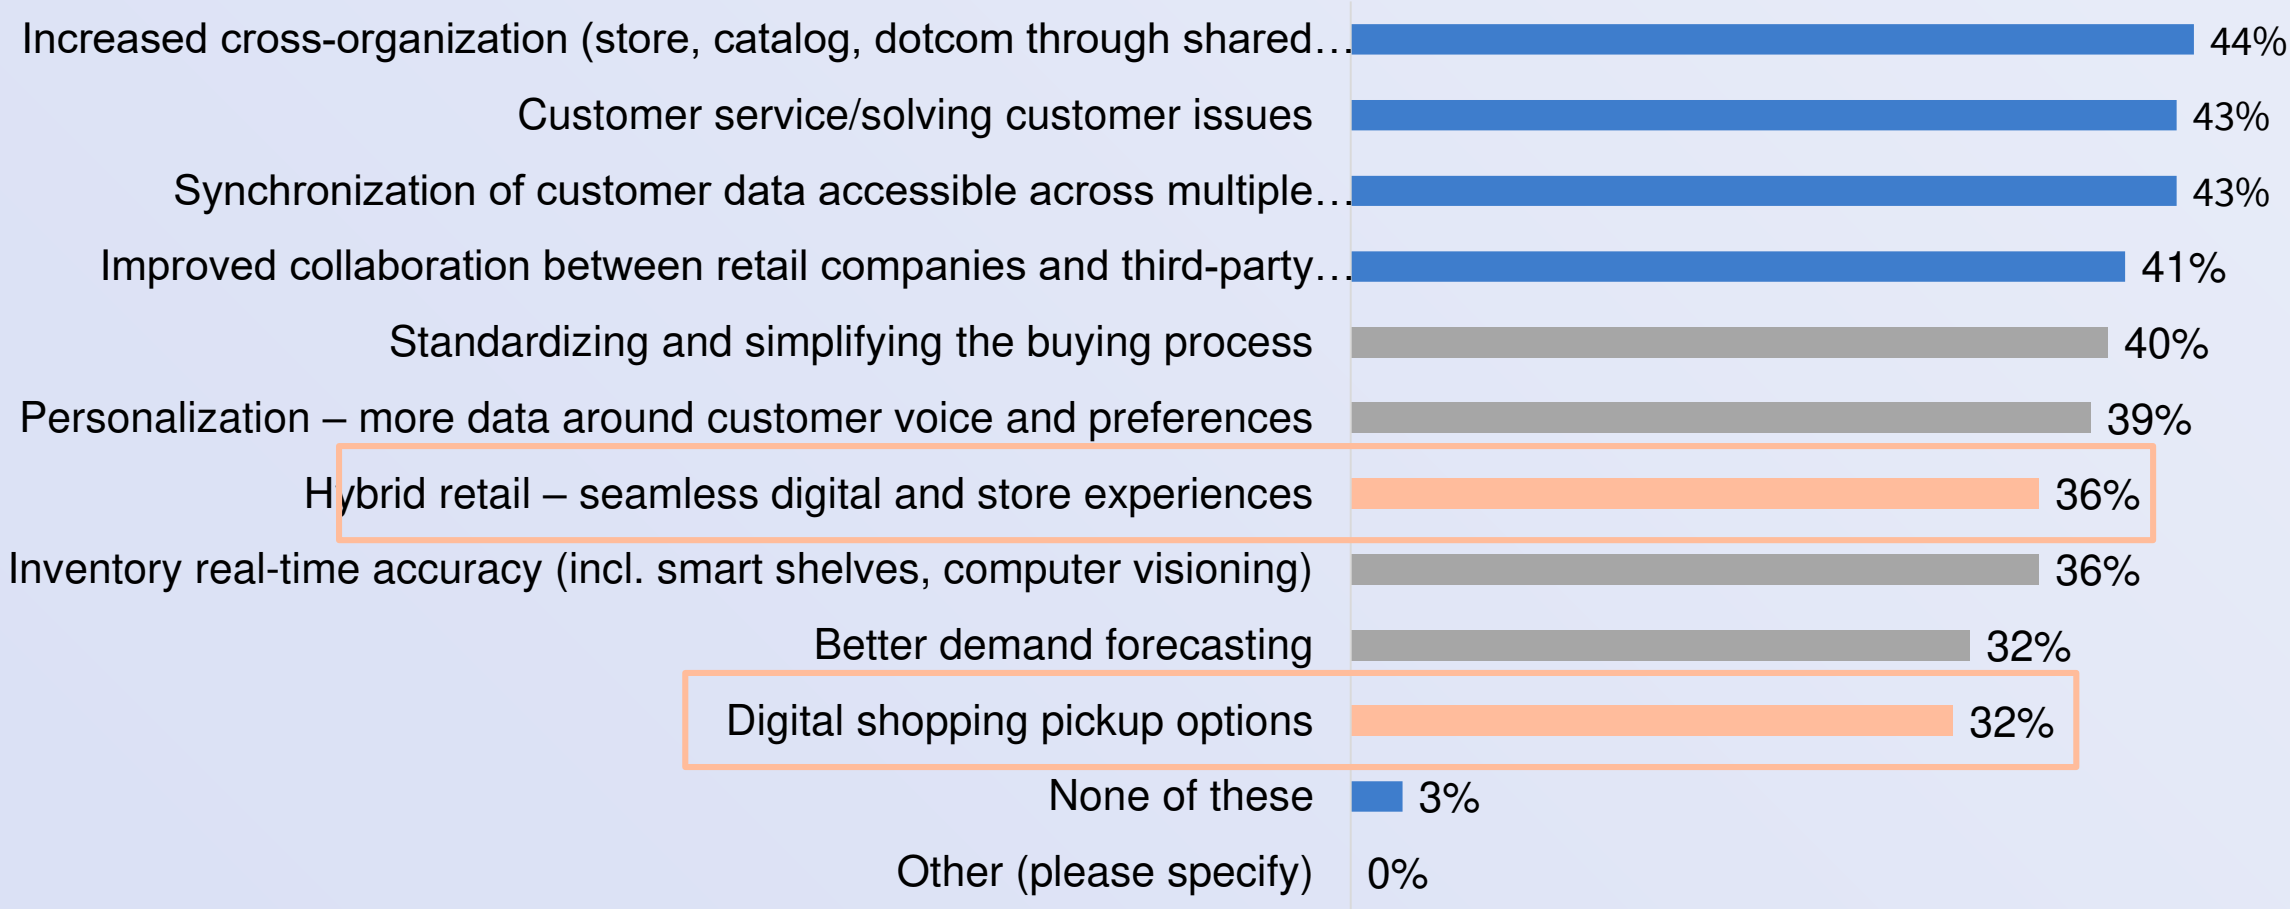 Increased cross-organization (store, catalog, dotcom through shared… 44%
Customer service/solving customer issues 43%
Synchronization of customer data accessible across multiple… 43%
Improved collaboration between retail companies and third-party… 41%
Standardizing and simplifying the buying process 40%
Personalization – more data around customer voice and preferences 39%
Hybrid retail – seamless digital and store experiences 36%
Inventory real-time accuracy (incl. smart shelves, computer visioning) 36%
Better demand forecasting 32%
Digital shopping pickup options 32%
None of these 3%
Other (please specify) 0%